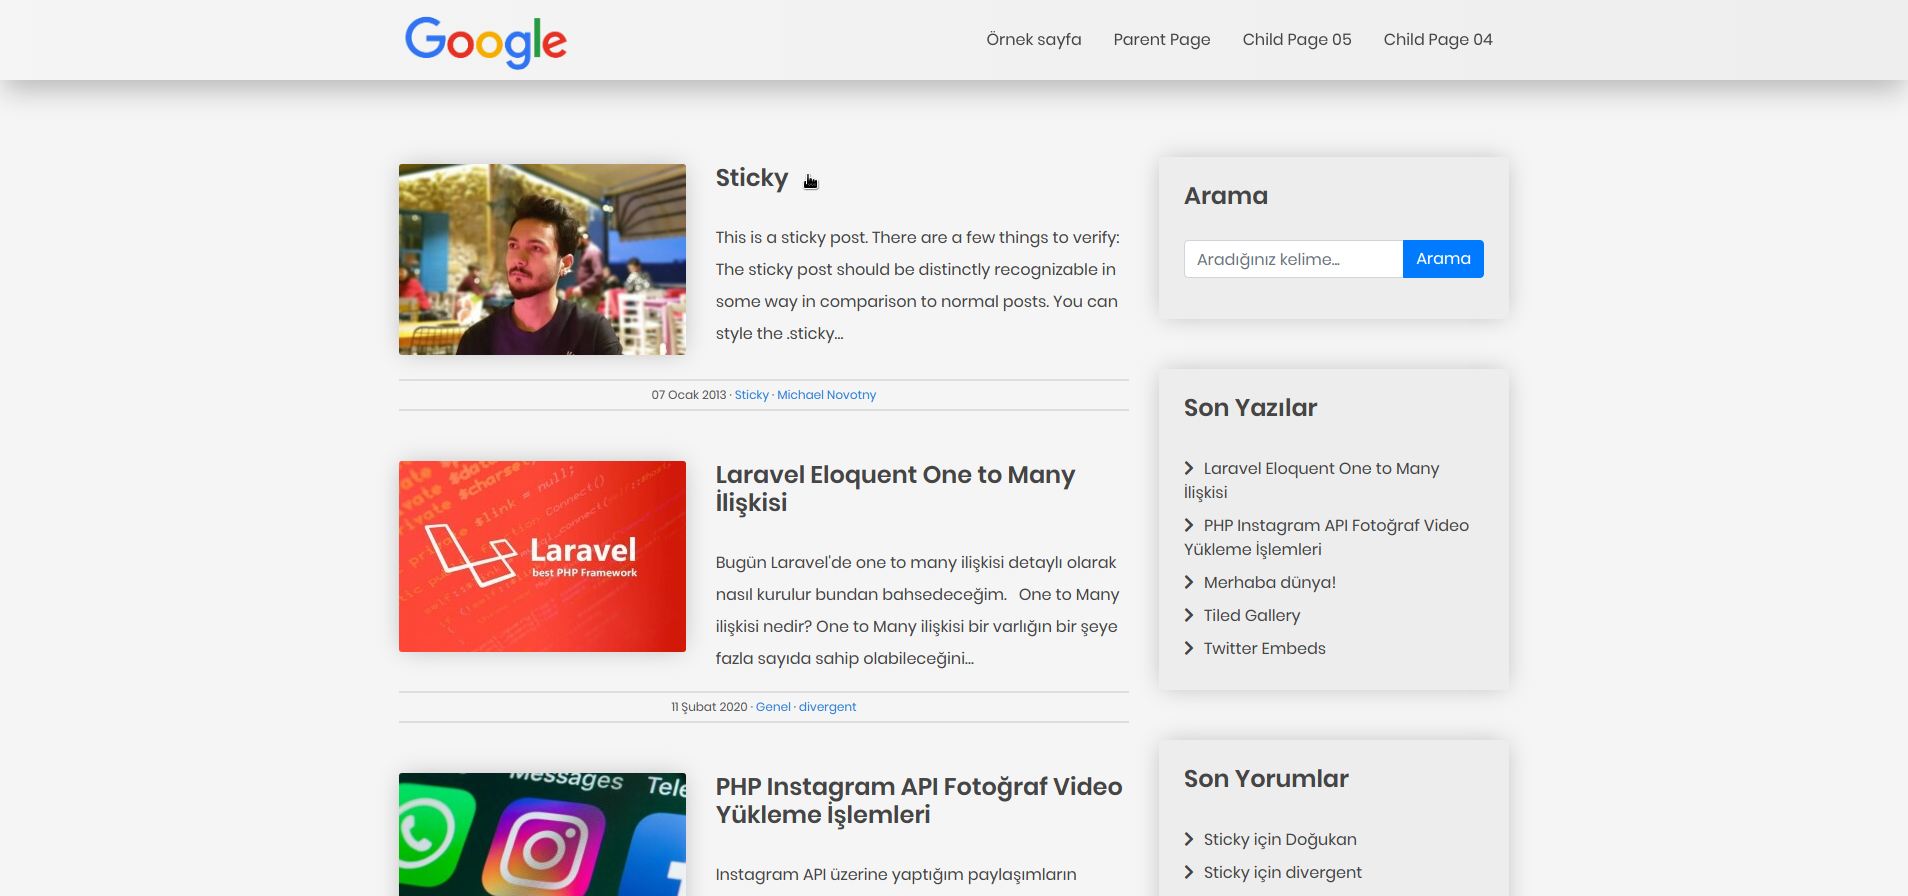 Google
Örnek sayfa Parent Page Child Page 05 Child Page 04
Sticky
This is a sticky post. There are a few things to verify:
The sticky post should be distinctly recognizable in
some way in comparison to normal posts. You can
style the .sticky...
07 Ocak 2013 · Sticky · Michael Novotny
Laravel
best PHP Framework
$link = null;
Laravel Eloquent One to Many
İlişkisi
Bugün Laravel'de one to many ilişkisi detaylı olarak
nasıl kurulur bundan bahsedeceğim. One to Many
ilişkisi nedir? One to Many ilişkisi bir varlığın bir şeye
fazla sayıda sahip olabileceğini...
11 Şubat 2020 · Genel · divergent
Messages
PHP Instagram API Fotoğraf Video
Yükleme İşlemleri
Instagram API üzerine yaptığım paylaşımların
Arama
Aradığınız kelime...
Arama
Son Yazılar
Laravel Eloquent One to Many
İlişkisi
PHP Instagram API Fotoğraf Video
Yükleme İşlemleri
Merhaba dünya!
Tiled Gallery
Twitter Embeds
Son Yorumlar
Sticky için Doğukan
Sticky için divergent